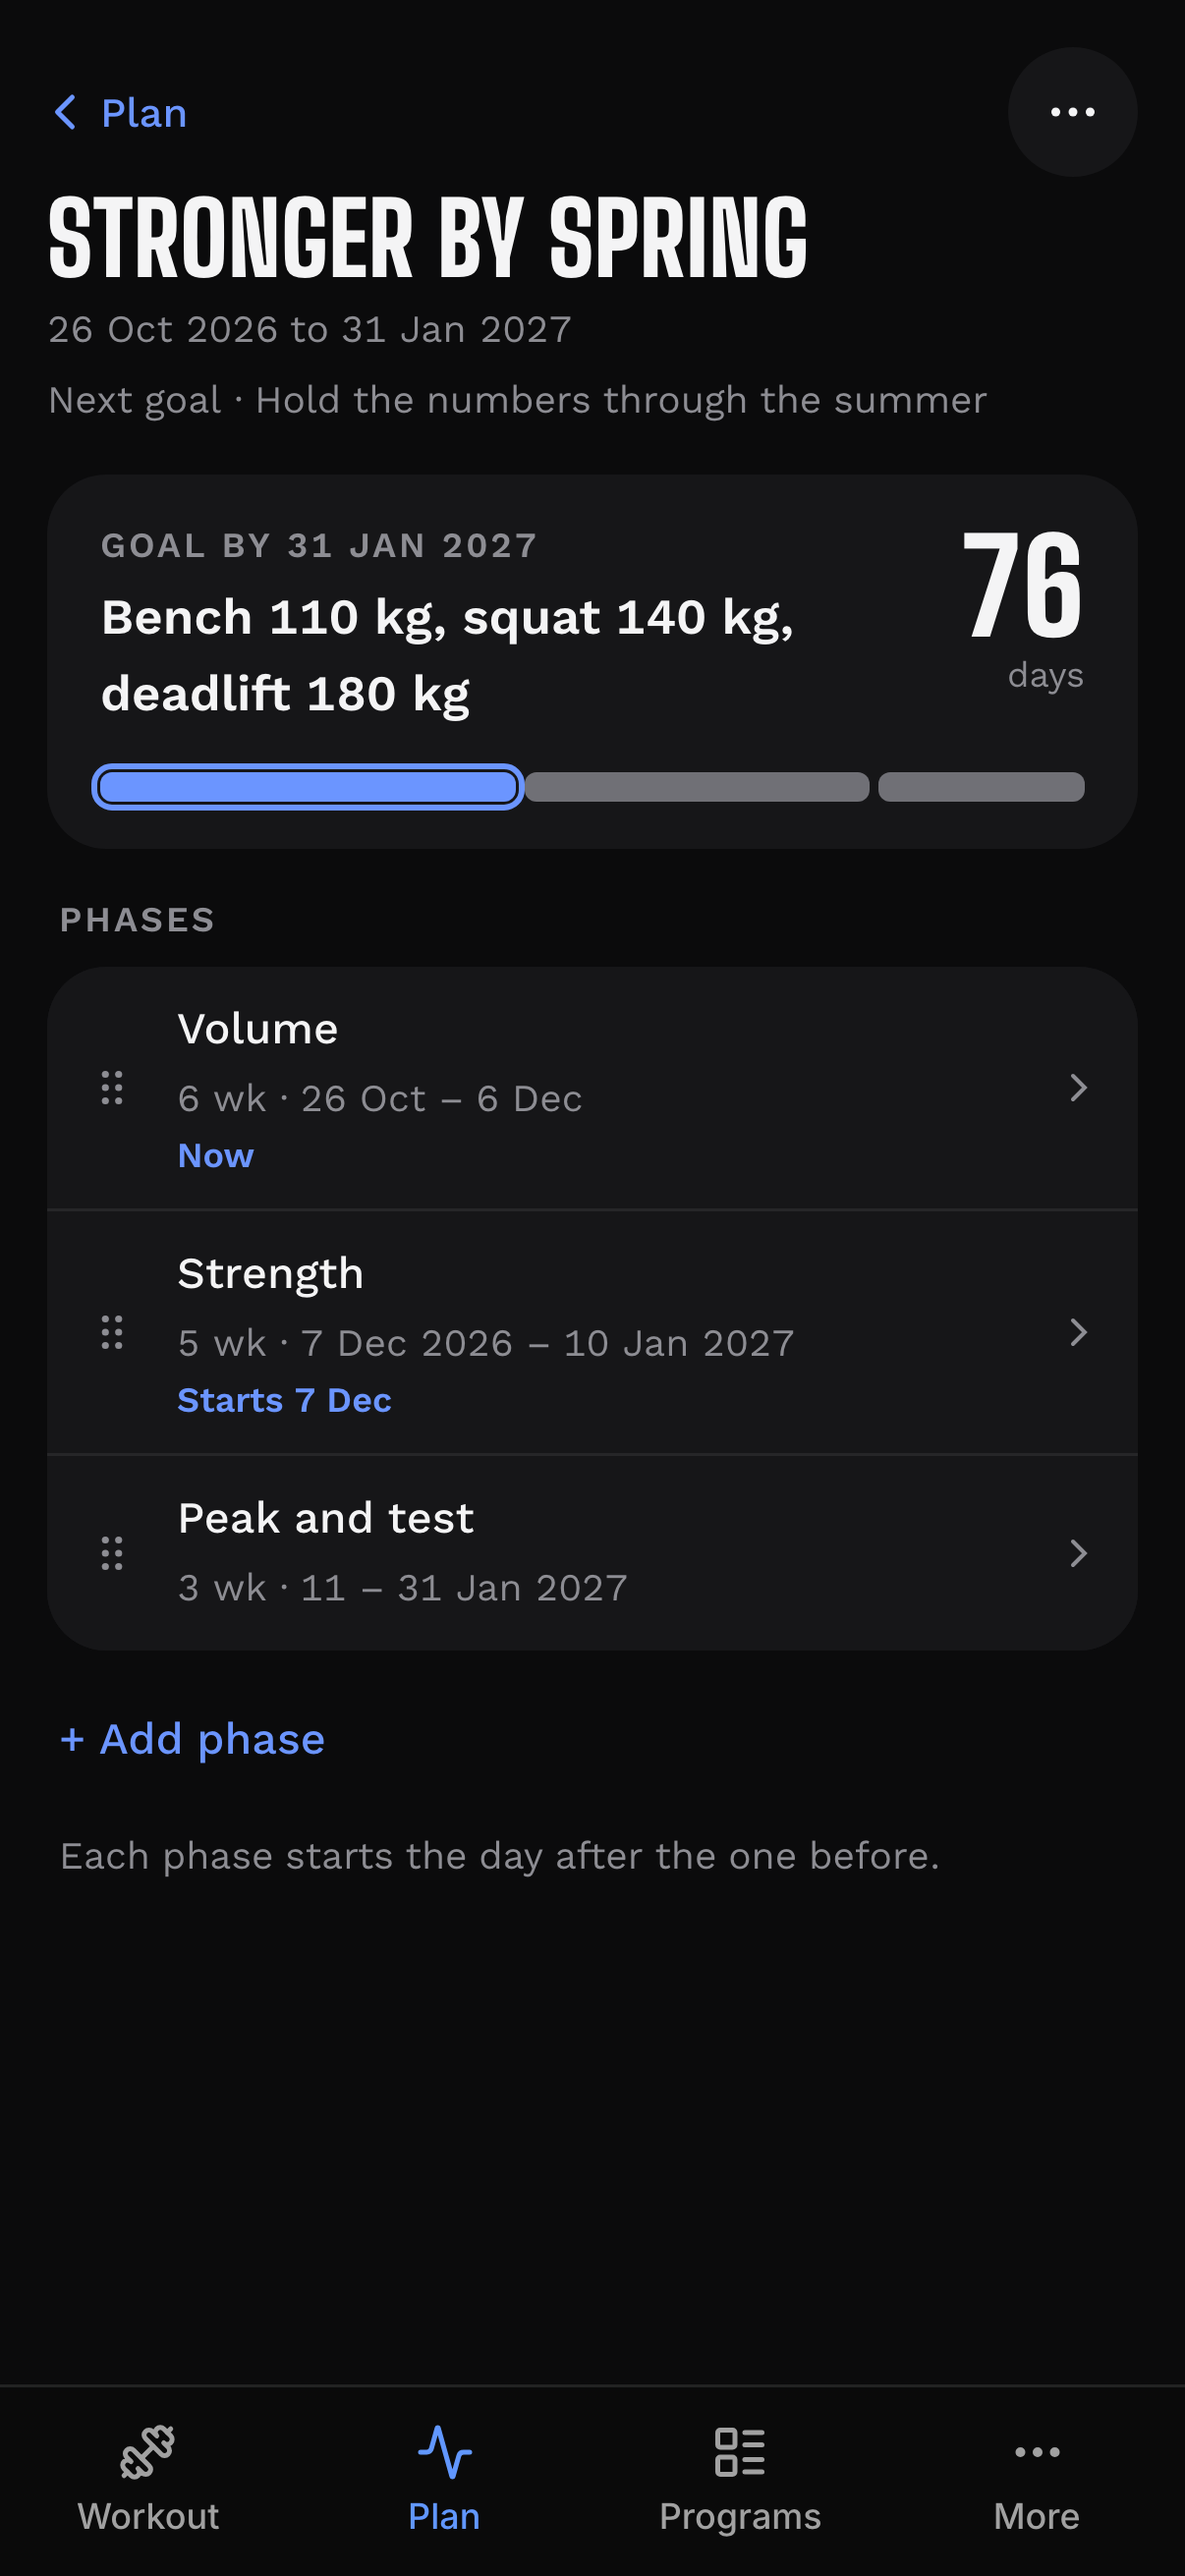 Plan
STRONGER BY SPRING
26 Oct 2026 to 31 Jan 2027
Next goal · Hold the numbers through the summer
GOAL BY 31 JAN 2027
Bench 110 kg, squat 140 kg,
deadlift 180 kg
76
days
PHASES
Volume
6 wk · 26 Oct – 6 Dec
Now
Strength
5 wk · 7 Dec 2026 – 10 Jan 2027
Starts 7 Dec
Peak and test
3 wk · 11 – 31 Jan 2027
+ Add phase
Each phase starts the day after the one before.
Workout
Plan
Programs
More